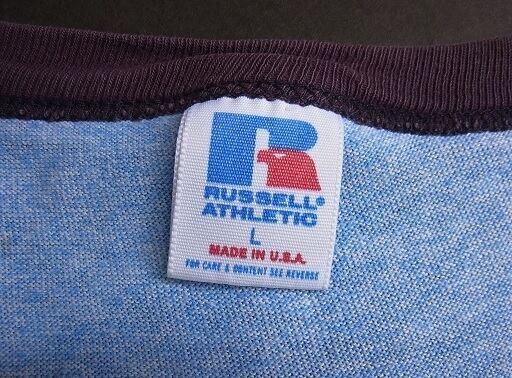 R
RUSSELL®
ATHLETIC
L
MADE IN U.S.A.
FOR CARE & CONTENT SEE REVERSE